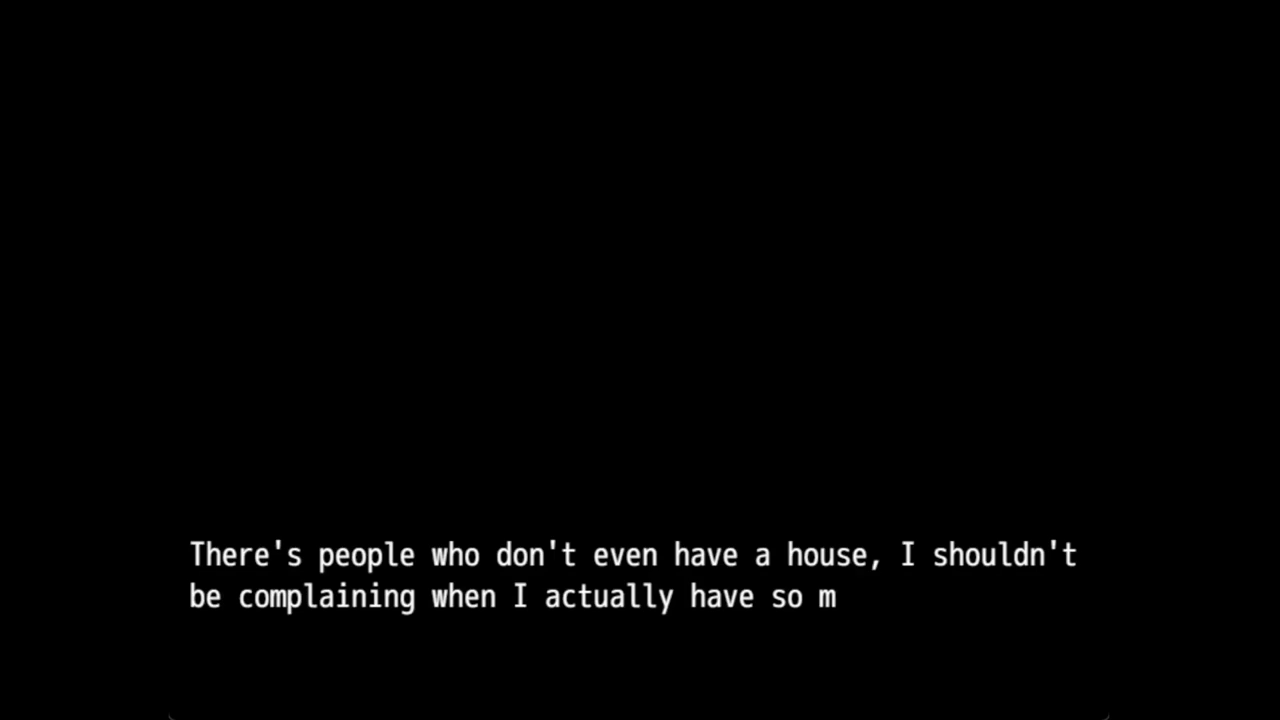 There's people who don't even have a house, I shouldn't
be complaining when I actually have so m